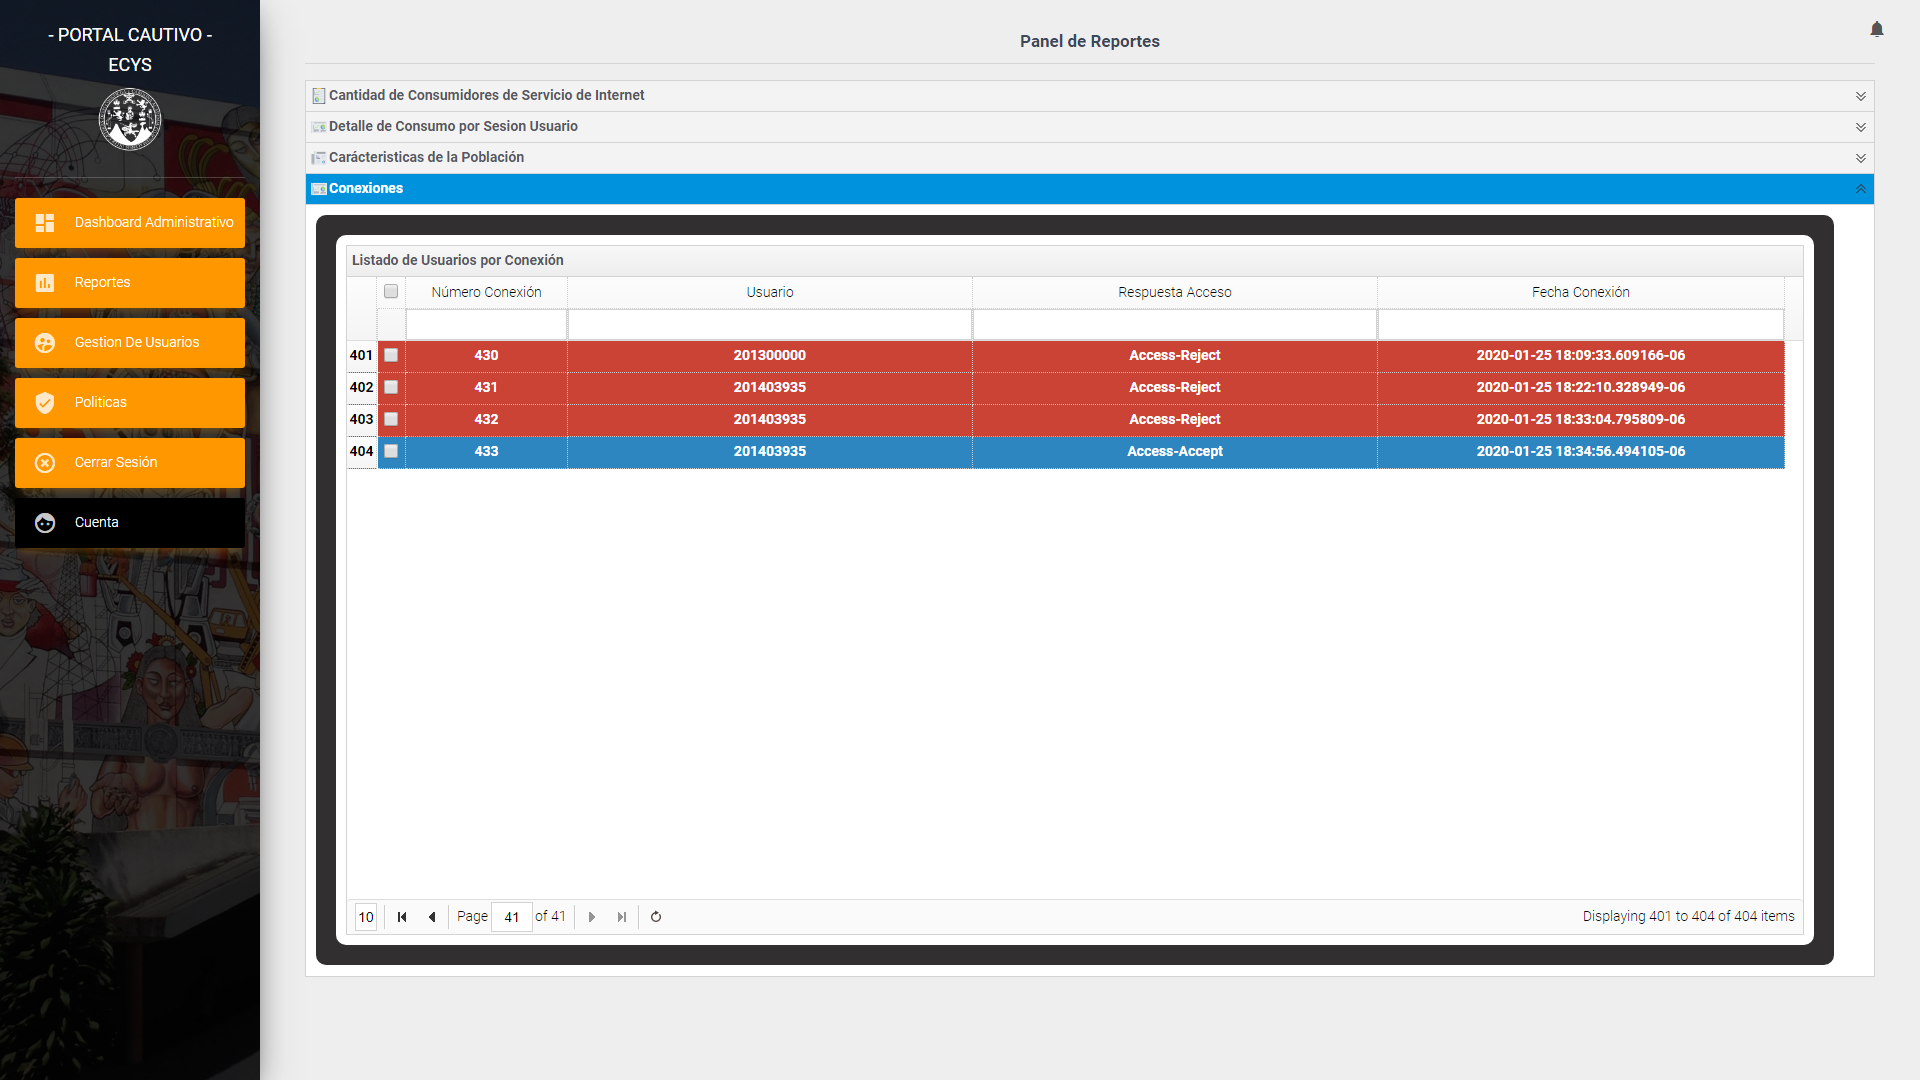 - PORTAL CAUTIVO -
ECYS
Dashboard Administrativo
Reportes
Gestion De Usuarios
Politicas
Cerrar Sesión
Cuenta
Panel de Reportes
Cantidad de Consumidores de Servicio de Internet
Detalle de Consumo por Sesion Usuario
Carácteristicas de la Población
Conexiones
Listado de Usuarios por Conexión
Número Conexión Usuario Respuesta Acceso Fecha Conexión
401 430 201300000 Access-Reject 2020-01-25 18:09:33.609166-06
402 431 201403935 Access-Reject 2020-01-25 18:22:10.328949-06
403 432 201403935 Access-Reject 2020-01-25 18:33:04.795809-06
404 433 201403935 Access-Accept 2020-01-25 18:34:56.494105-06
10 Page 41 of 41 Displaying 401 to 404 of 404 items